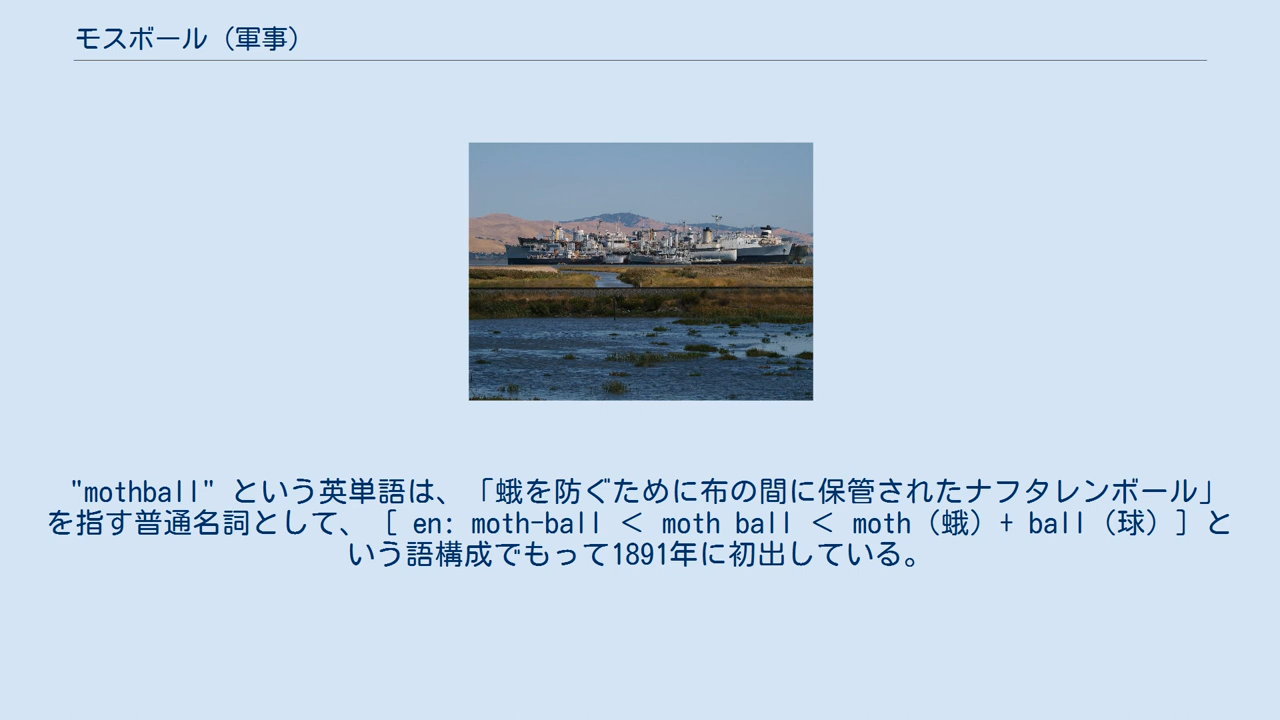 モスボール（軍事）
"mothball" という英単語は、「蛾を防ぐために布の間に保管されたナフタレンボール」
を指す普通名詞として、［ en: moth-ball ＜ moth ball ＜ moth（蛾）+ ball（球）］と
いう語構成でもって1891年に初出している。